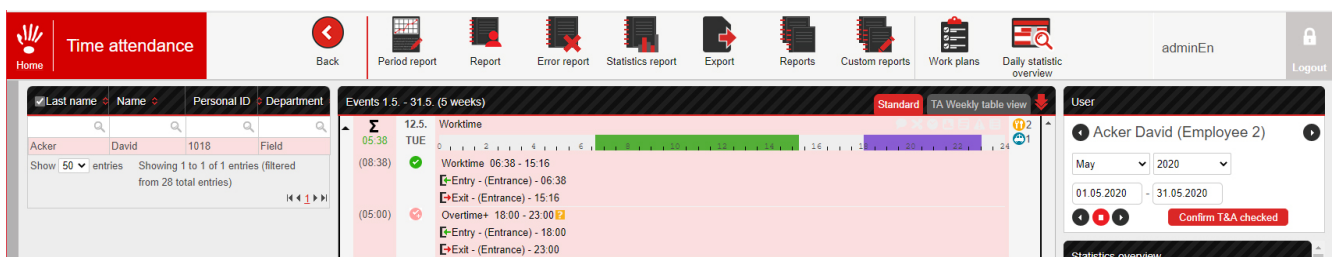 Home
Time attendance
Back
Period report
Report
Error report
Statistics report
Export
Reports
Custom reports
Work plans
Daily statistic
overview
adminEn
Logout
Last name Name Personal ID Department
Acker David 1018 Field
Show 50 entries Showing 1 to 1 of 1 entries (filtered
from 28 total entries)
1
Events 1.5. - 31.5. (5 weeks)
Standard TA Weekly table view
Σ 12.5. Worktime 2
05:38 TUE 0 2 4 6 8 10 12 14 16 18 20 22 24 1
(08:38) Worktime 06:38 - 15:16
Entry - (Entrance) - 06:38
Exit - (Entrance) - 15:16
(05:00) Overtime+ 18:00 - 23:00 ?
Entry - (Entrance) - 18:00
Exit - (Entrance) - 23:00
User
Acker David (Employee 2)
May 2020
01.05.2020 - 31.05.2020
Confirm T&A checked
Statistics overview